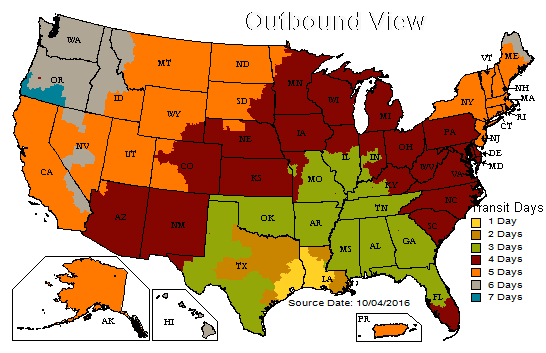 Outbound View
WA
MT
ND
MN
VT
ME
OR
ID
SD
WI
MI
NY
NH
MA
RI
CT
WY
IA
PA
NJ
NE
OH
DE
MD
NV
UT
IL
IN
WV
VA
CA
CO
KS
MO
KY
NC
TN
OK
AR
SC
AZ
NM
MS
AL
GA
TX
LA
FL
AK
HI
PR
Transit Days
1 Day
2 Days
3 Days
4 Days
5 Days
6 Days
7 Days
Source Date: 10/04/2016